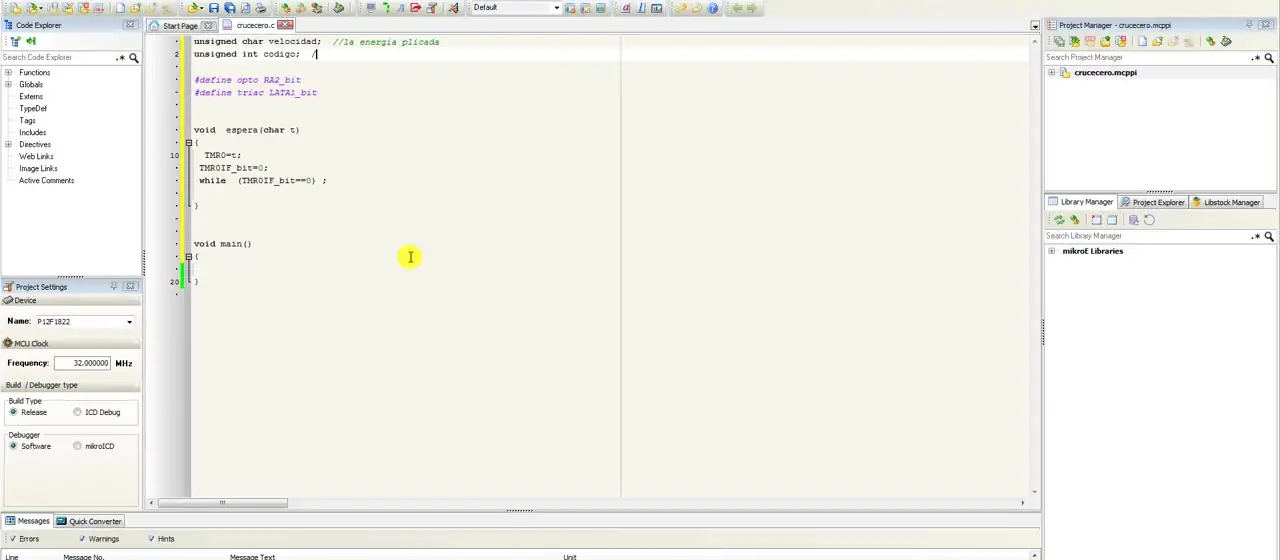 Default
Code Explorer
Start Page
crucecero.c
Project Manager - crucecero.mcppi
Search Code Explorer
Functions
Globals
Externs
TypeDef
Tags
Includes
Directives
Web Links
Image Links
Active Comments
unsigned char velocidad; //la energia plicada
2 unsigned int codigo; /
#define opto RA2_bit
#define triac LATA1_bit
void espera(char t)
{
10 TMR0=t;
TMR0IF_bit=0;
while (TMR0IF_bit==0) ;
}
void main()
{
20 }
Search Project Manager
crucecero.mcppi
Library Manager
Project Explorer
Libstock Manager
Search Library Manager
mikroE Libraries
Project Settings
Device
Name: P12F1822
MCU Clock
Frequency: 32.000000 MHz
Build / Debugger type
Build Type
Release ICD Debug
Debugger
Software mikroICD
Messages Quick Converter
Errors Warnings Hints
Line Message No. Message Text Unit